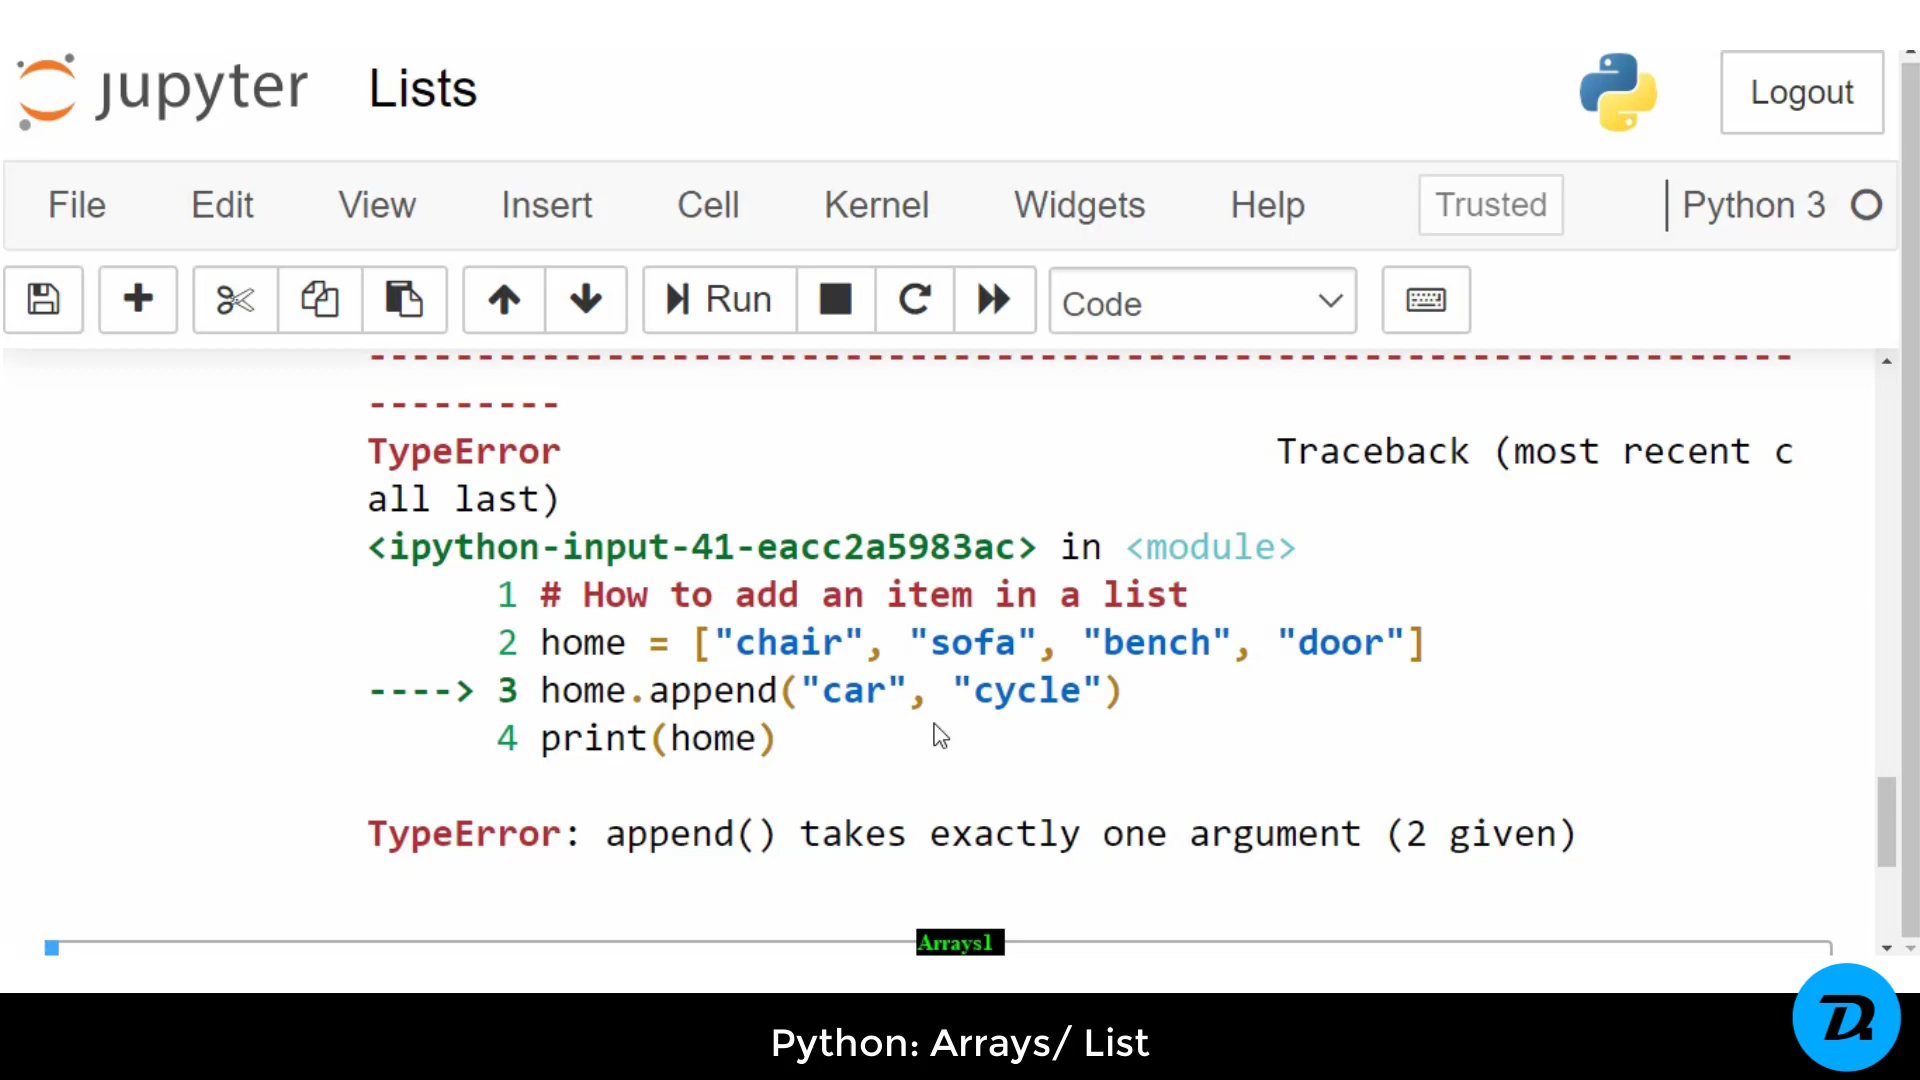 jupyter Lists Logout
File Edit View Insert Cell Kernel Widgets Help Trusted Python 3
Run Code
--------------------------------------------------------------------------
---------
TypeError Traceback (most recent c
all last)
<ipython-input-41-eacc2a5983ac> in <module>
1 # How to add an item in a list
2 home = ["chair", "sofa", "bench", "door"]
----> 3 home.append("car", "cycle")
4 print(home)
TypeError: append() takes exactly one argument (2 given)
Arrays1
Python: Arrays/ List